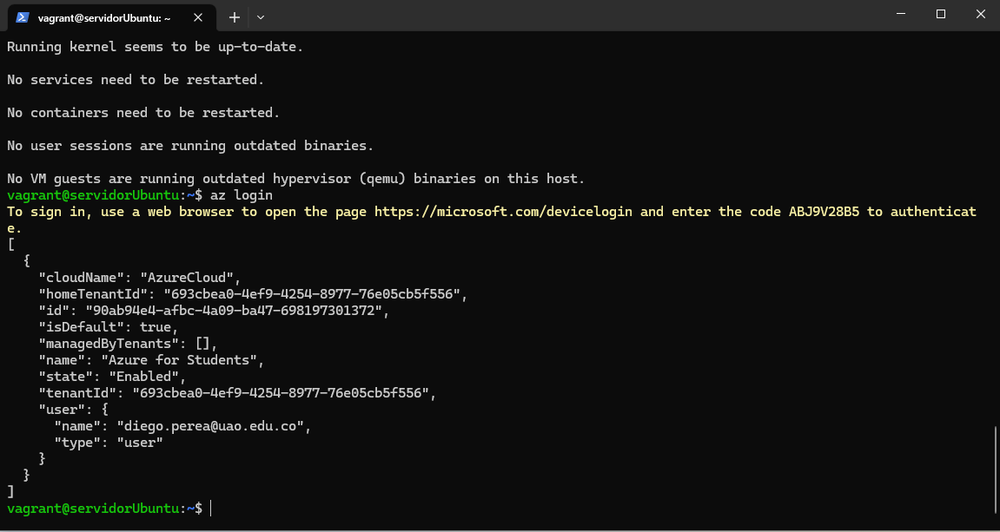 vagrant@servidorUbuntu: ~
Running kernel seems to be up-to-date.
No services need to be restarted.
No containers need to be restarted.
No user sessions are running outdated binaries.
No VM guests are running outdated hypervisor (qemu) binaries on this host.
vagrant@servidorUbuntu:~$ az login
To sign in, use a web browser to open the page https://microsoft.com/devicelogin and enter the code ABJ9V28B5 to authenticat
e.
[
  {
    "cloudName": "AzureCloud",
    "homeTenantId": "693cbea0-4ef9-4254-8977-76e05cb5f556",
    "id": "90ab94e4-afbc-4a09-ba47-698197301372",
    "isDefault": true,
    "managedByTenants": [],
    "name": "Azure for Students",
    "state": "Enabled",
    "tenantId": "693cbea0-4ef9-4254-8977-76e05cb5f556",
    "user": {
      "name": "diego.perea@uao.edu.co",
      "type": "user"
    }
  }
]
vagrant@servidorUbuntu:~$